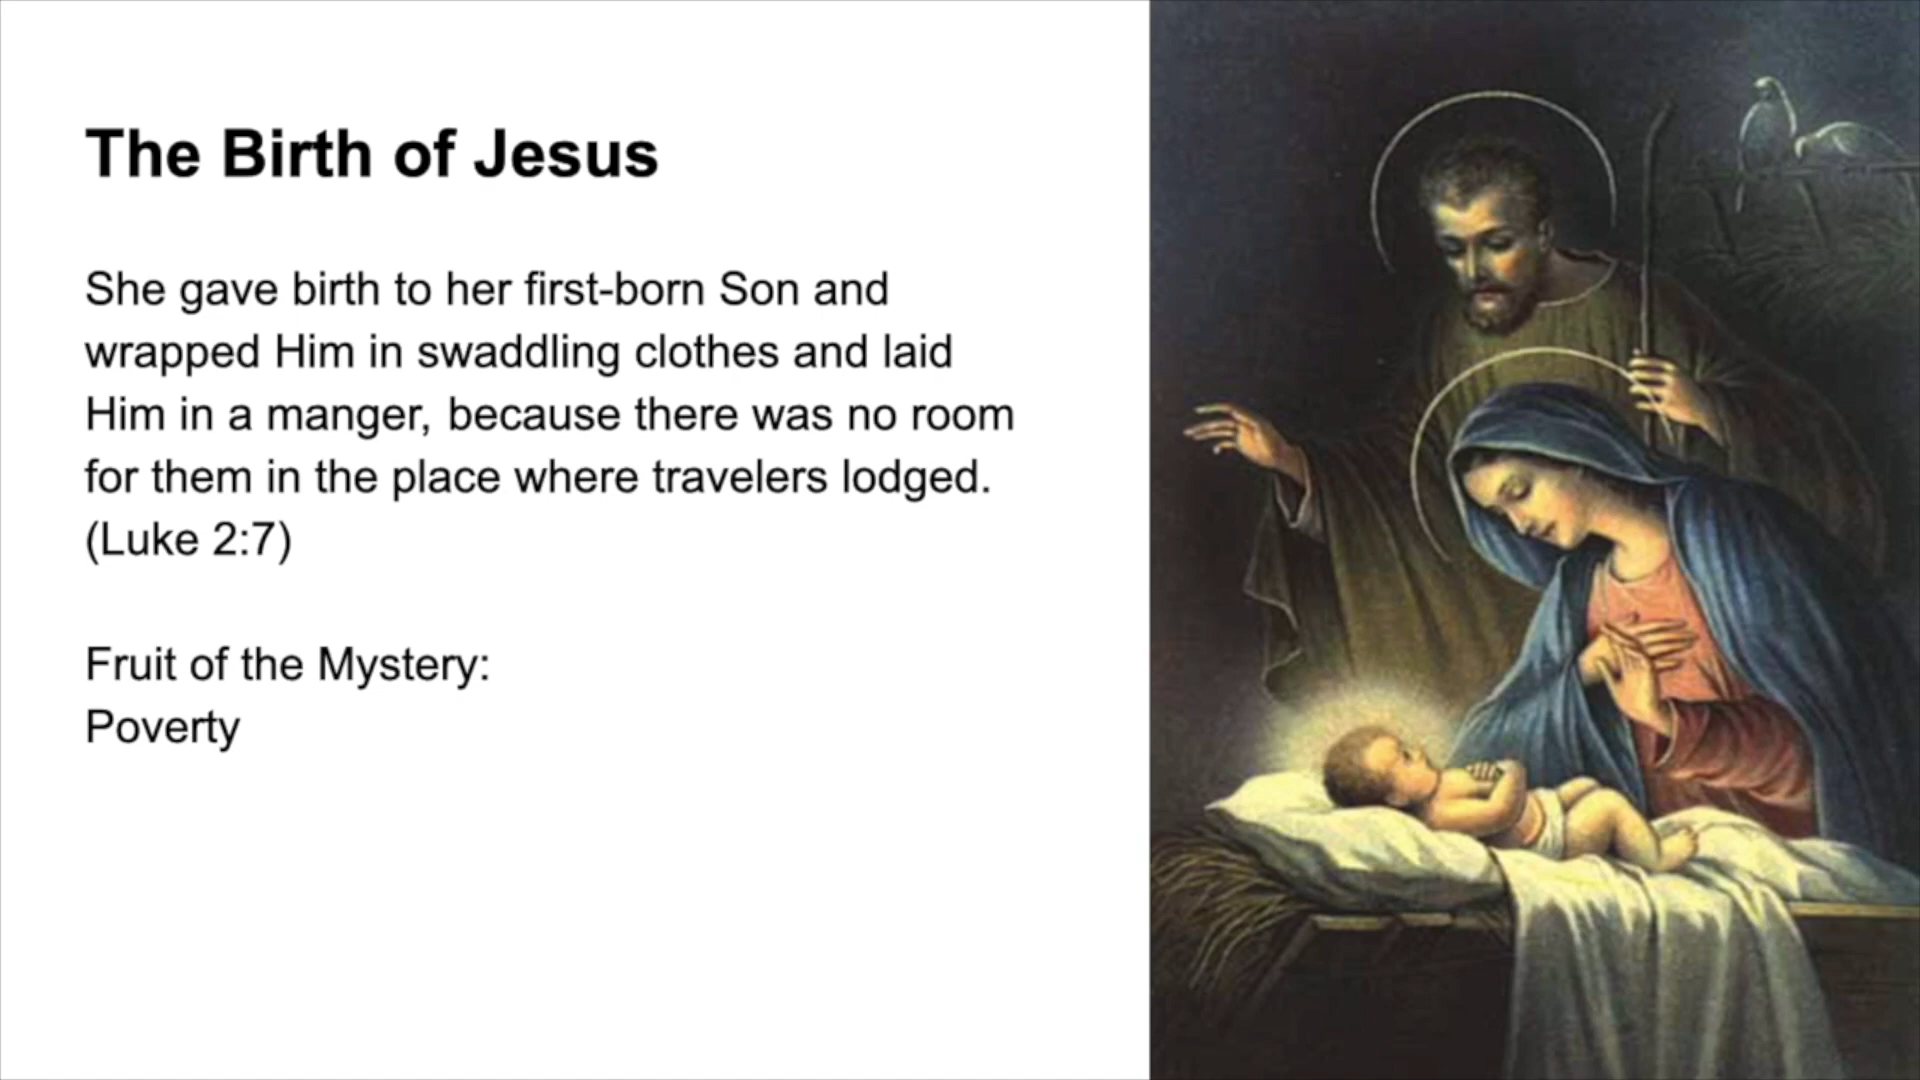 The Birth of Jesus
She gave birth to her first-born Son and
wrapped Him in swaddling clothes and laid
Him in a manger, because there was no room
for them in the place where travelers lodged.
(Luke 2:7)
Fruit of the Mystery:
Poverty